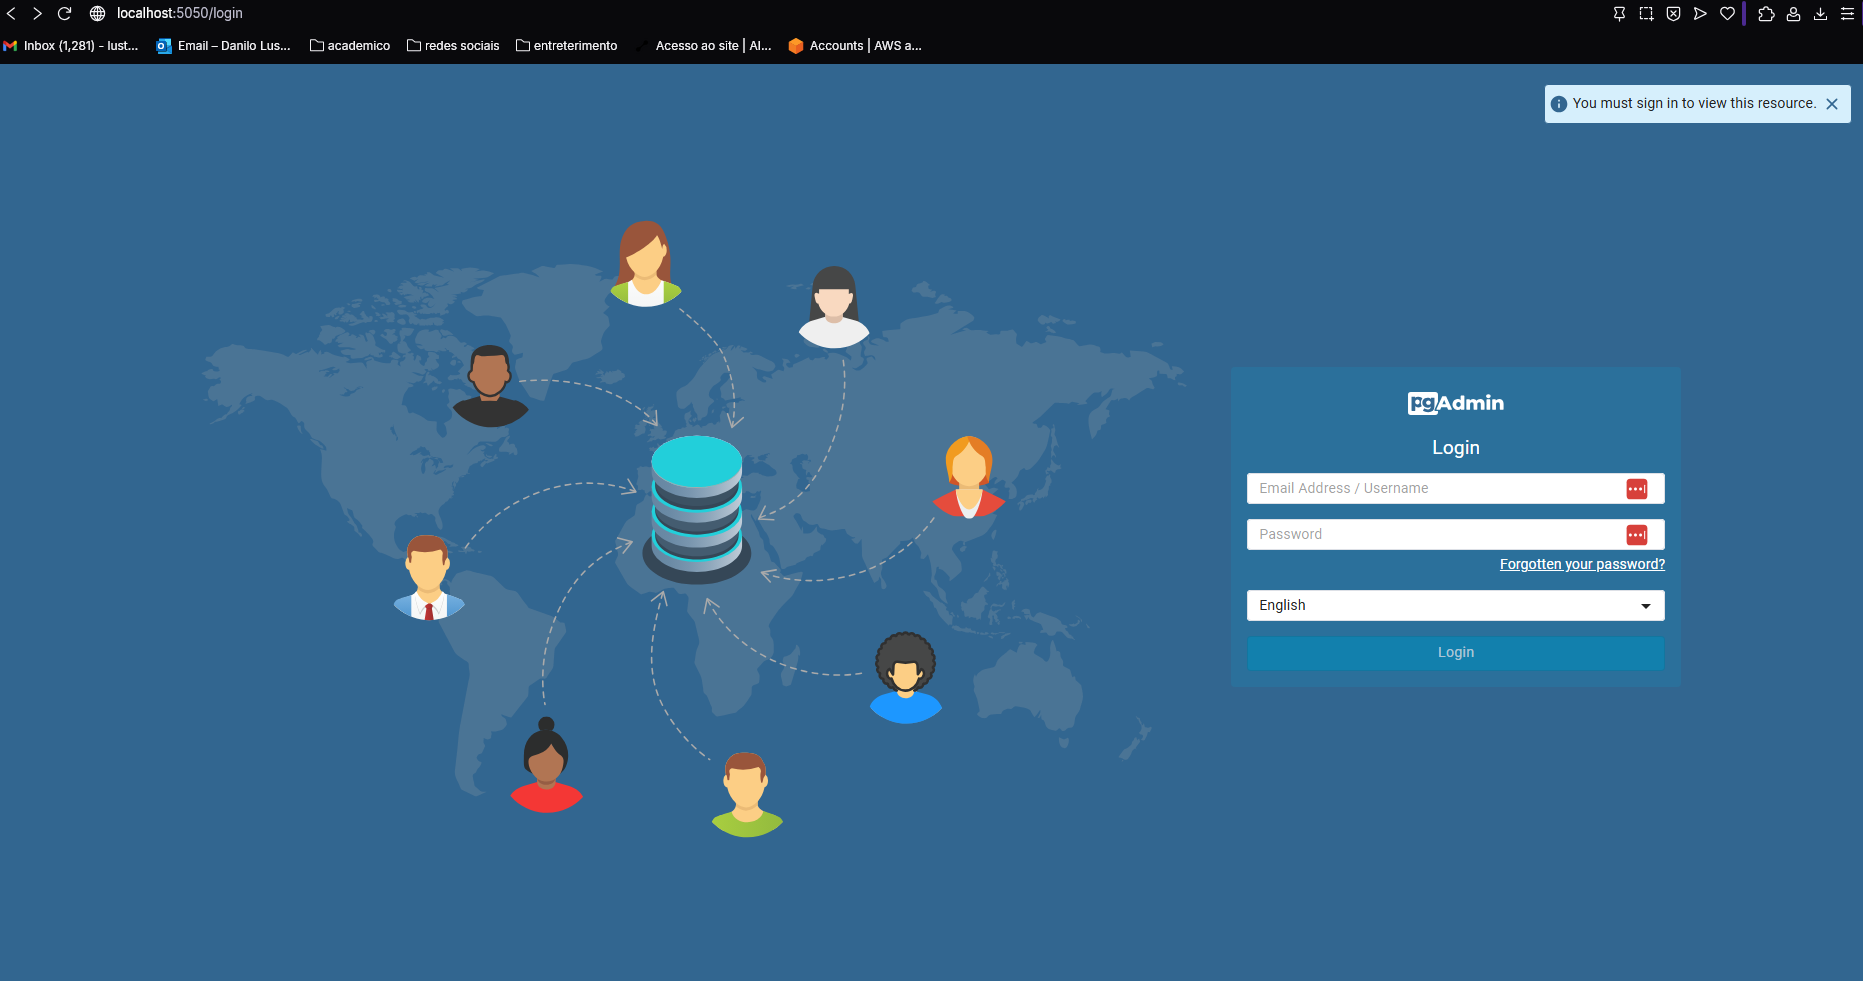 localhost:5050/login
Inbox (1,281) - lust...
Email – Danilo Lus...
academico
redes sociais
entreterimento
Acesso ao site | Al...
Accounts | AWS a...
You must sign in to view this resource.
pgAdmin
Login
Email Address / Username
Password
Forgotten your password?
English
Login